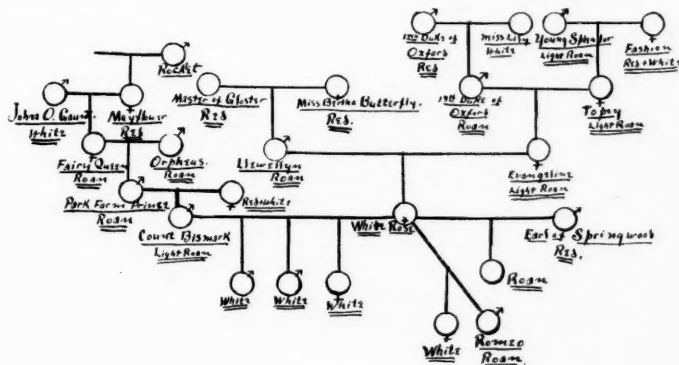 12th Duke of
Oxford
Red
Miss Lily
White
Young Sphator
Light Roan
Fashion
Red+White
Rocket
Master of Gloster
Red
Miss Bertha Butterfly.
Red.
19th Duke of
Oxford
Roan
Topsy
Light Roan
John O. Gaunt.
White
Mayflower
Red
Fairy Queen
Roan
Orpheus.
Roan
Llewellyn
Roan
Evangeline
Light Roan
Park Farm Prince
Roan
Red+White
Count Bismark
Light Roan
White Rose
Earl of Springwood
Red.
White
White
White
Roan
White
Romeo
Roan.